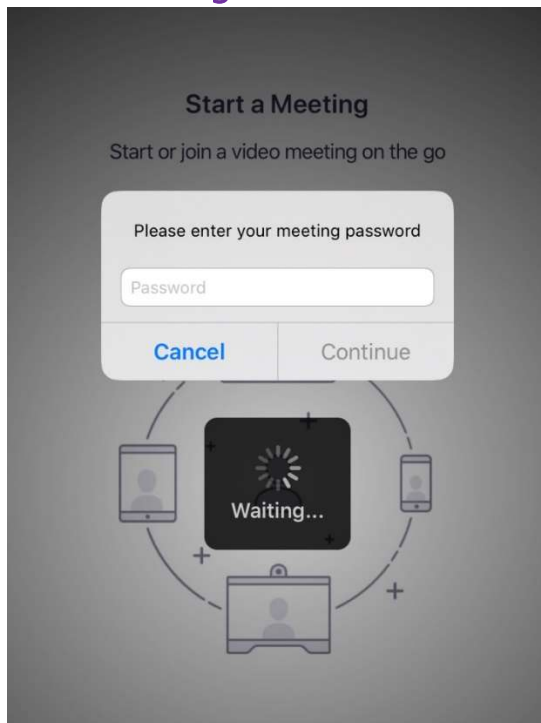 Start a Meeting
Start or join a video meeting on the go
Please enter your meeting password
Password
Cancel
Continue
Waiting...